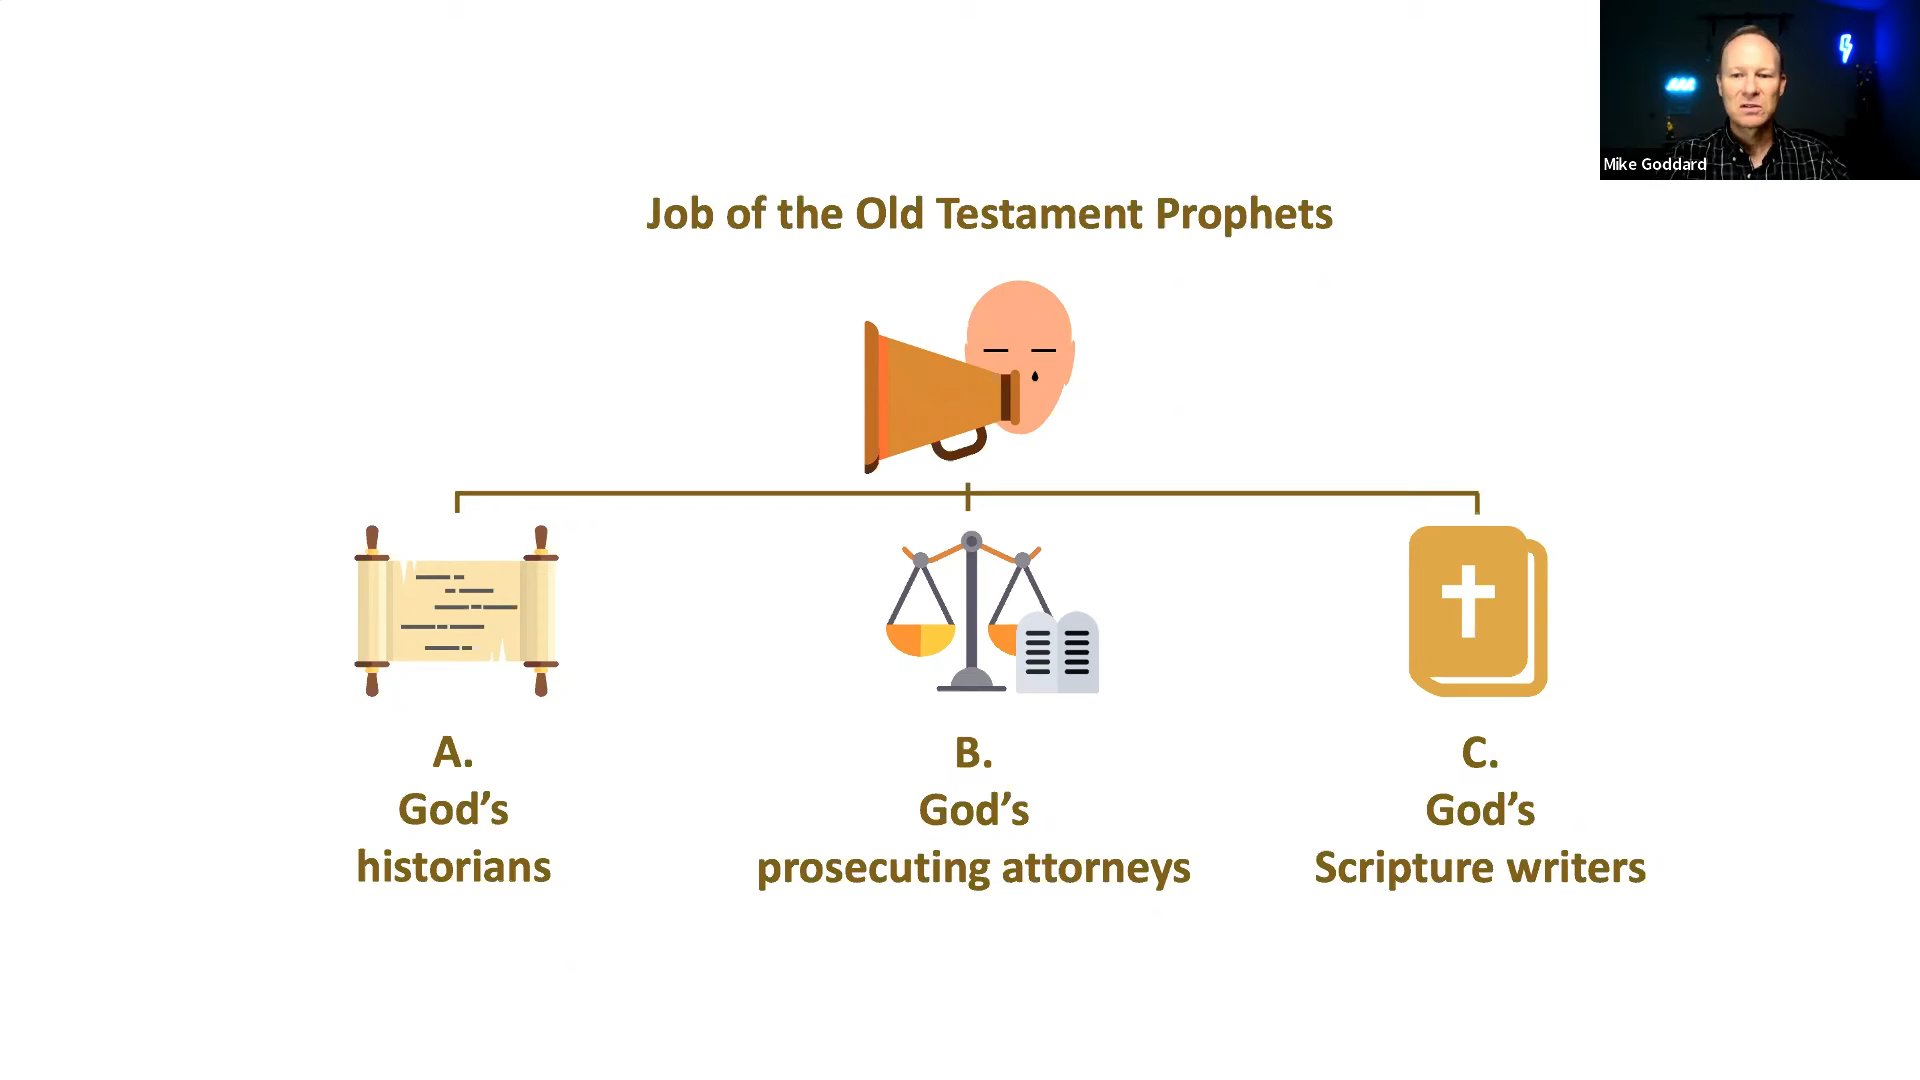 Mike Goddard
Job of the Old Testament Prophets
A.
God’s
historians
B.
God’s
prosecuting attorneys
C.
God’s
Scripture writers